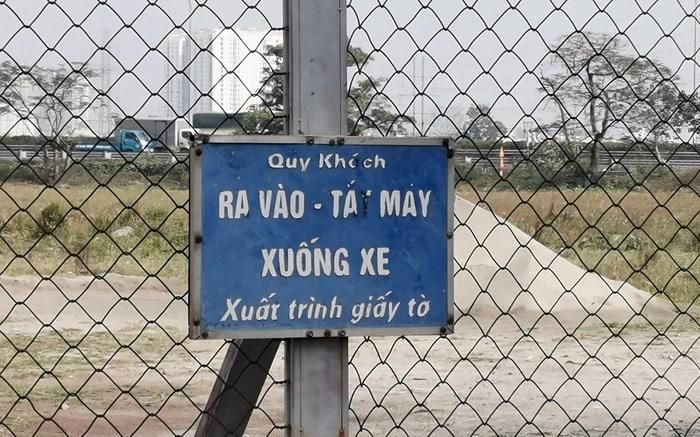 Quý Khách
RA VÀO - TẮT MÁY
XUỐNG XE
Xuất trình giấy tờ